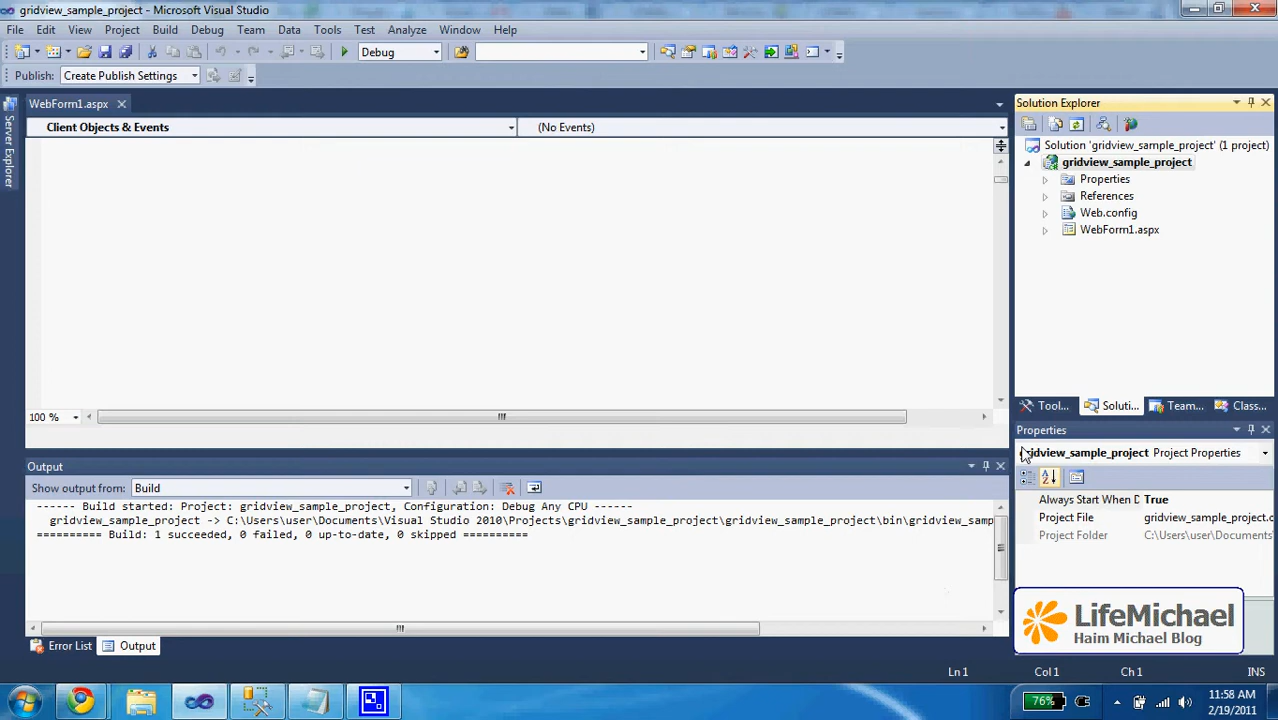 gridview_sample_project - Microsoft Visual Studio
File Edit View Project Build Debug Team Data Tools Test Analyze Window Help
Debug
Publish: Create Publish Settings
WebForm1.aspx
Client Objects & Events (No Events)
Server Explorer
100 %
Solution Explorer
Solution 'gridview_sample_project' (1 project)
gridview_sample_project
Properties
References
Web.config
WebForm1.aspx
Tool... Soluti... Team... Class...
Properties
gridview_sample_project Project Properties
Always Start When D True
Project File gridview_sample_project.c
Project Folder C:\Users\user\Documents
Output
Show output from: Build
------ Build started: Project: gridview_sample_project, Configuration: Debug Any CPU ------
gridview_sample_project -> C:\Users\user\Documents\Visual Studio 2010\Projects\gridview_sample_project\gridview_sample_project\bin\gridview_samp
========== Build: 1 succeeded, 0 failed, 0 up-to-date, 0 skipped ==========
Error List Output
LifeMichael
Haim Michael Blog
Ln 1 Col 1 Ch 1 INS
76%
11:58 AM
2/19/2011